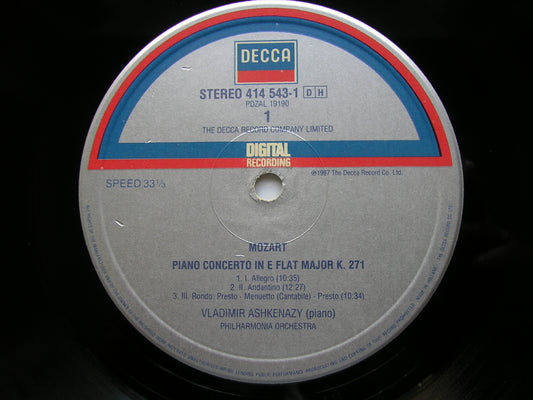 DECCA
STEREO 414 543-1 DH
PDZAL 19190
1
THE DECCA RECORD COMPANY LIMITED
DIGITAL
RECORDING
SPEED 33⅓
℗1987 The Decca Record Co. Ltd.
MOZART
PIANO CONCERTO IN E FLAT MAJOR K. 271
1. I. Allegro (10:35)
2. II. Andantino (12:27)
3. III. Rondo: Presto - Menuetto (Cantabile) - Presto (10:34)
VLADIMIR ASHKENAZY (piano)
PHILHARMONIA ORCHESTRA